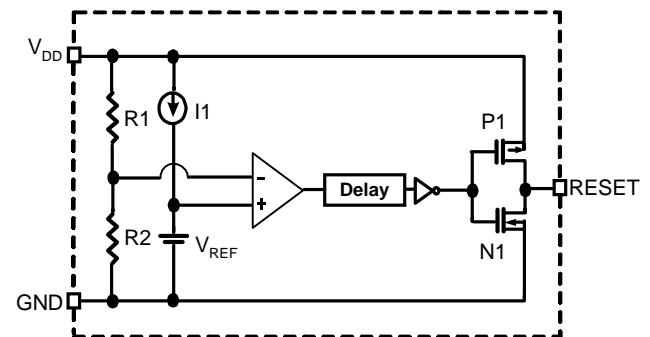 VDD
R1
I1
P1
-
+
Delay
RESET
R2
VREF
N1
GND